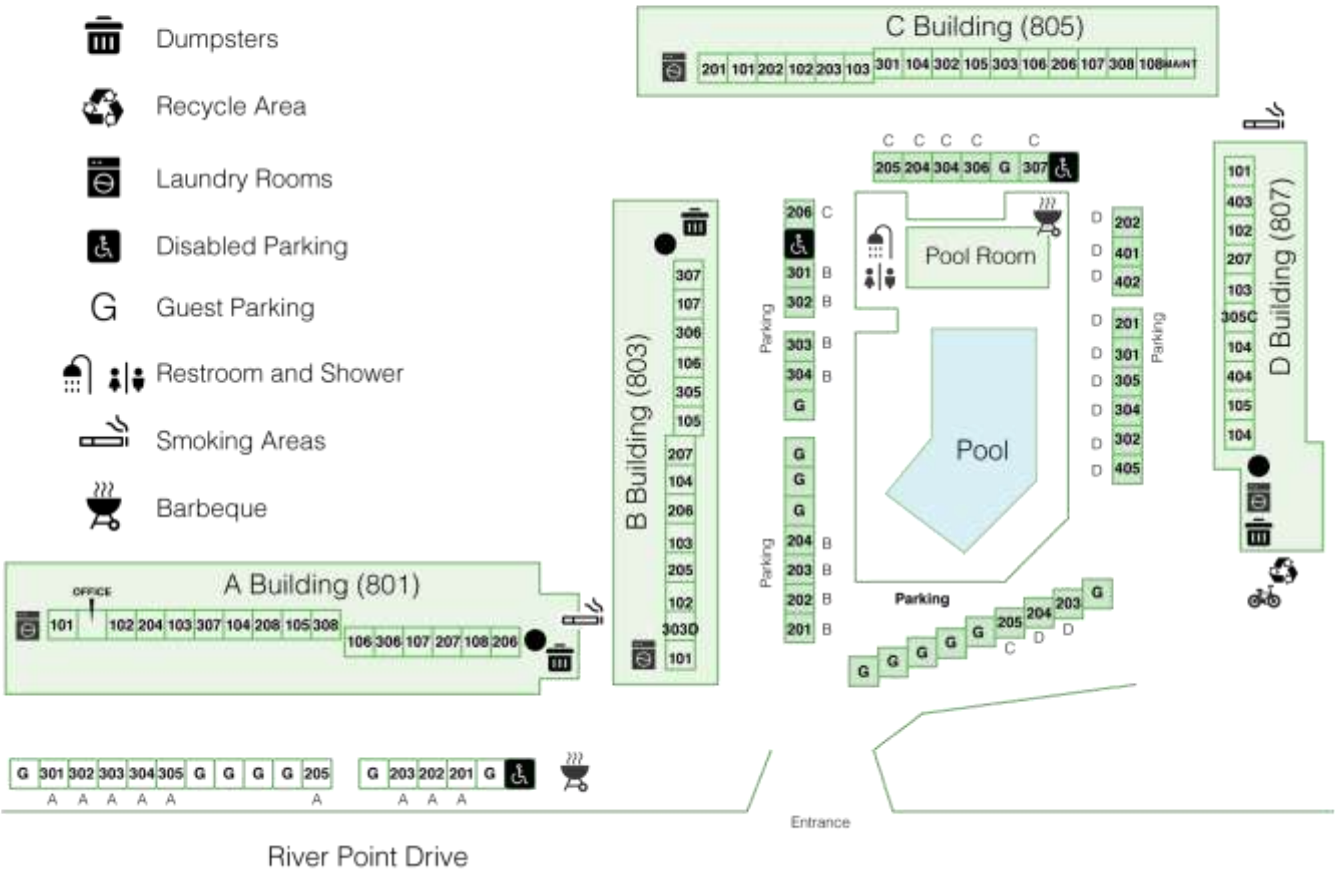 Dumpsters
Recycle Area
Laundry Rooms
Disabled Parking
G Guest Parking
Restroom and Shower
Smoking Areas
Barbeque
C Building (805)
201 101 202 102 203 103 301 104 302 105 303 106 206 107 308 108 MAINT
C C C C C
205 204 304 306 G 307
206 C
301 B
302 B
Parking
303 B
304 B
G
G
G
G
Parking
204 B
203 B
202 B
201 B
Pool Room
Pool
D 202
D 401
D 402
D 201
Parking
D 301
D 305
D 304
D 302
D 405
D Building (807)
101
403
102
207
103
305C
104
404
105
104
B Building (803)
307
107
306
106
305
105
207
104
206
103
205
102
303D
101
A Building (801)
OFFICE
101 102 204 103 307 104 208 105 308
106 306 107 207 108 206
Parking
G G G G G 205 204 203 G
C D D
G 301 302 303 304 305 G G G G 205 G 203 202 201 G
A A A A A A A A A
Entrance
River Point Drive